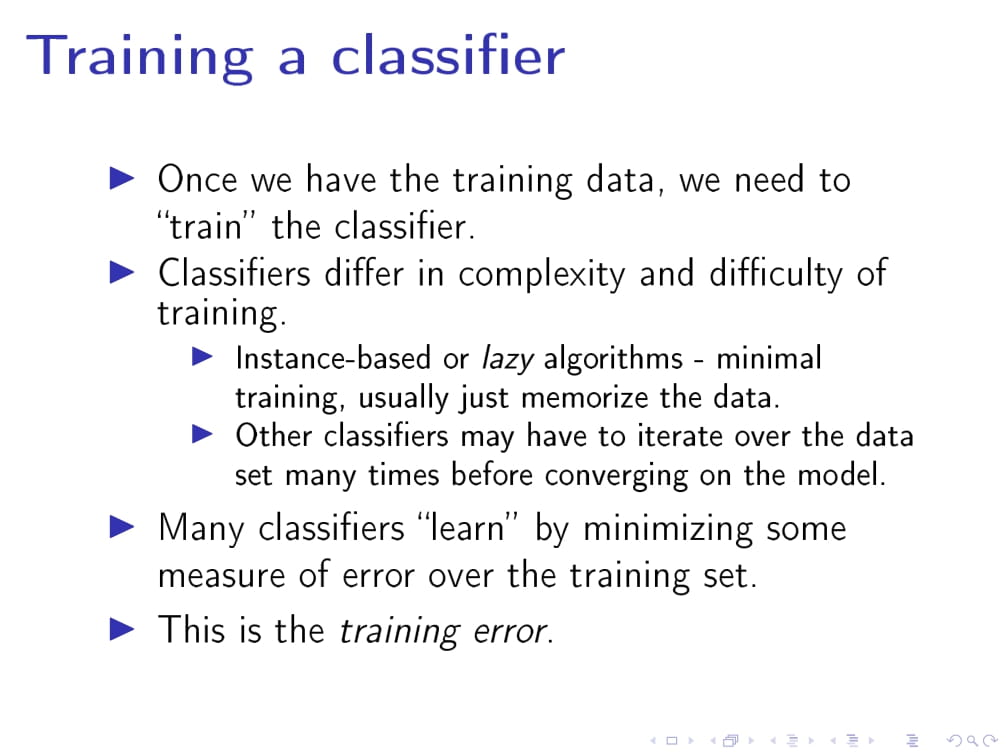 Training a classifier
Once we have the training data, we need to
“train” the classifier.
Classifiers differ in complexity and difficulty of
training.
Instance-based or lazy algorithms - minimal
training, usually just memorize the data.
Other classifiers may have to iterate over the data
set many times before converging on the model.
Many classifiers “learn” by minimizing some
measure of error over the training set.
This is the training error.